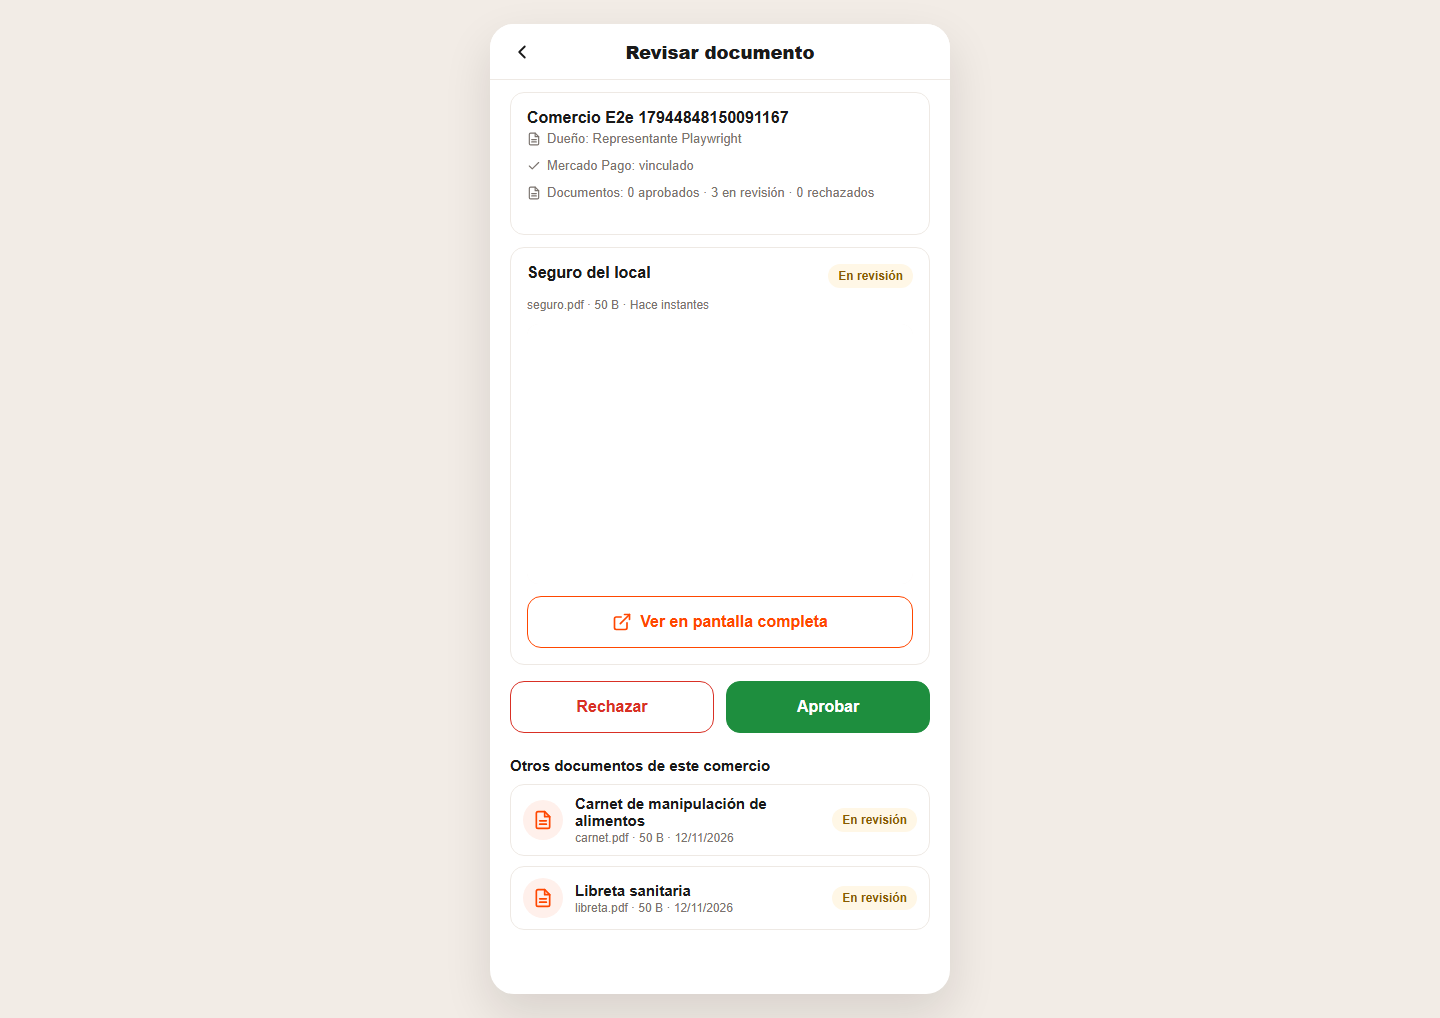 Revisar documento
Comercio E2e 17944848150091167
Dueño: Representante Playwright
Mercado Pago: vinculado
Documentos: 0 aprobados · 3 en revisión · 0 rechazados
Seguro del local
En revisión
seguro.pdf · 50 B · Hace instantes
Ver en pantalla completa
Rechazar
Aprobar
Otros documentos de este comercio
Carnet de manipulación de
alimentos
carnet.pdf · 50 B · 12/11/2026
En revisión
Libreta sanitaria
libreta.pdf · 50 B · 12/11/2026
En revisión